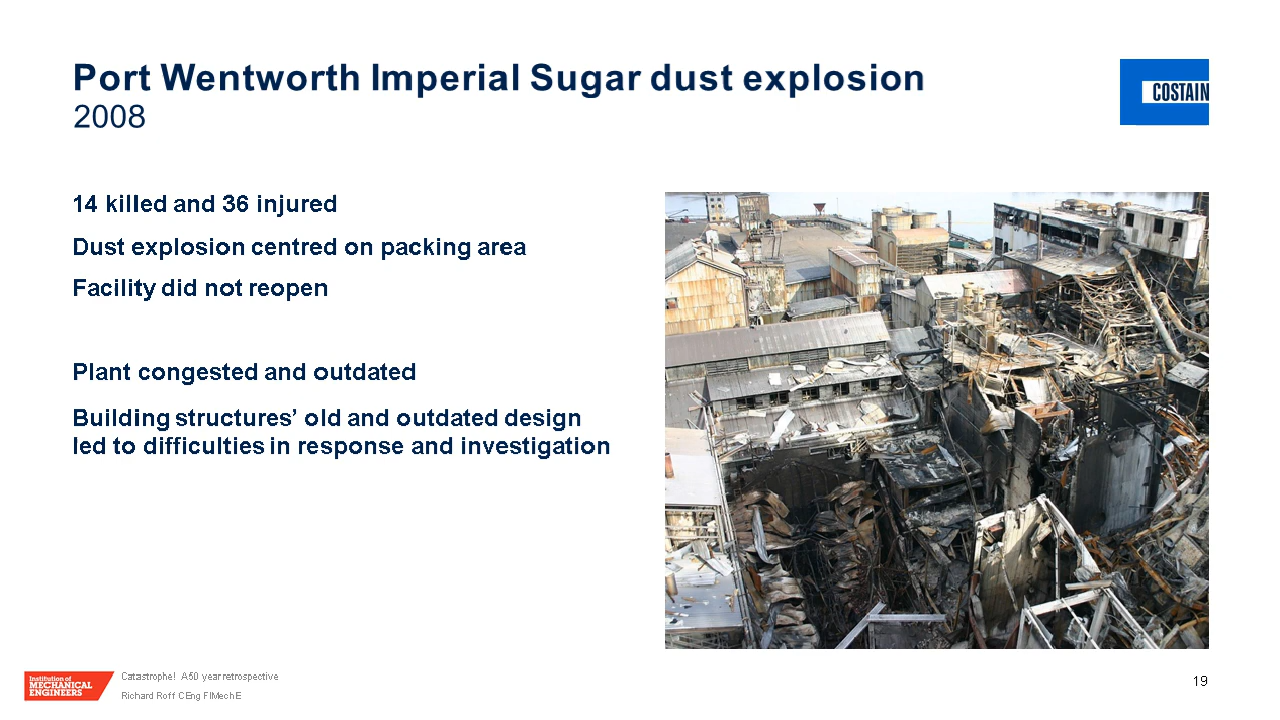 Port Wentworth Imperial Sugar dust explosion
2008
COSTAIN
14 killed and 36 injured
Dust explosion centred on packing area
Facility did not reopen
Plant congested and outdated
Building structures’ old and outdated design
led to difficulties in response and investigation
Institution of
MECHANICAL
ENGINEERS
Catastrophe! A 50 year retrospective
Richard Roff CEng FIMechE
19